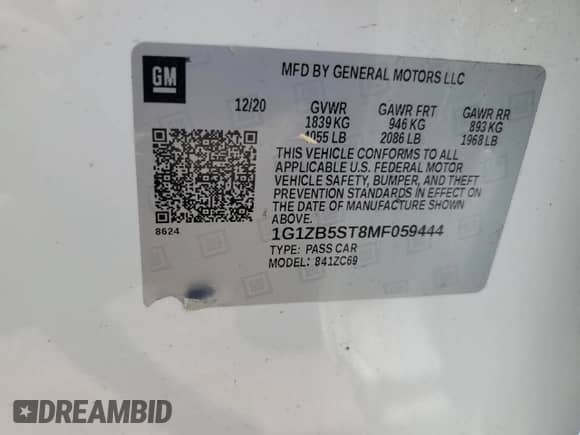 GM
MFD BY GENERAL MOTORS LLC
12/20 GVWR GAWR FRT GAWR RR
1839 KG 946 KG 893 KG
4055 LB 2086 LB 1968 LB
THIS VEHICLE CONFORMS TO ALL
APPLICABLE U.S. FEDERAL MOTOR
VEHICLE SAFETY, BUMPER, AND THEFT
PREVENTION STANDARDS IN EFFECT ON
THE DATE OF MANUFACTURE SHOWN
ABOVE.
8624
1G1ZB5ST8MF059444
TYPE: PASS CAR
MODEL: 841ZC69
DREAMBID